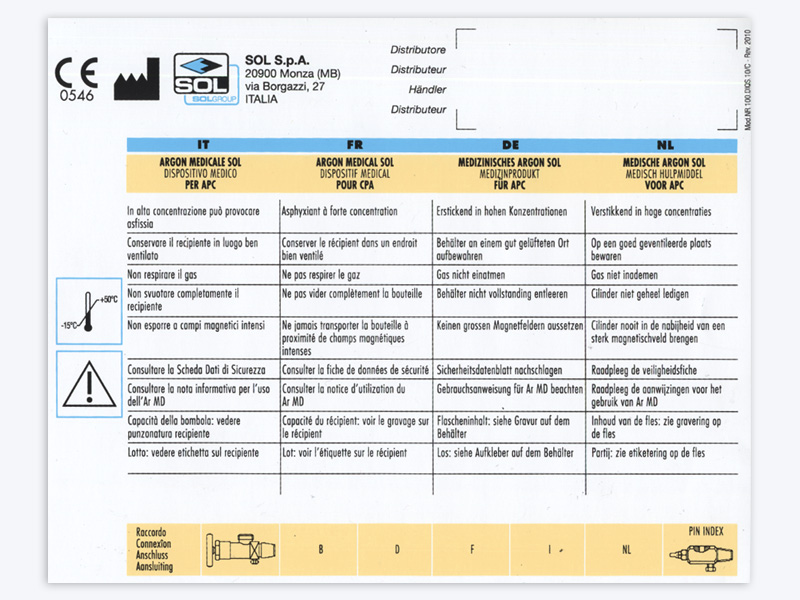 CE
0546
SOL
SOLGROUP
SOL S.p.A.
20900 Monza (MB)
via Borgazzi, 27
ITALIA
Distributore
Distributeur
Händler
Distributeur
Mod.NR 100 DIGS 10/C - Rev. 2010
IT FR DE NL
ARGON MEDICALE SOL
DISPOSITIVO MEDICO
PER APC
ARGON MEDICAL SOL
DISPOSITIF MEDICAL
POUR CPA
MEDIZINISCHES ARGON SOL
MEDIZINPRODUKT
FÜR APC
MEDISCHE ARGON SOL
MEDISCH HULPMIDDEL
VOOR APC
In alta concentrazione può provocare
asfissia
Asphyxiant à forte concentration
Erstickend in hohen Konzentrationen
Verstikkend in hoge concentraties
Conservare il recipiente in luogo ben
ventilato
Conserver le récipient dans un endroit
bien ventilé
Behälter an einem gut gelüfteten Ort
aufbewahren
Op een goed geventileerde plaats
bewaren
Non respirare il gas
Ne pas respirer le gaz
Gas nicht einatmen
Gas niet inademen
Non svuotare completamente il
recipiente
Ne pas vider complètement la bouteille
Behälter nicht vollstanding entleeren
Cilinder niet geheel ledigen
+50°C
-15°C
Non esporre a campi magnetici intensi
Ne jamais transporter la bouteille à
proximité de champs magnétiques
intenses
Keinen grossen Magnetfeldern aussetzen
Cilinder nooit in de nabijheid van een
sterk magnetischveld brengen
Consultare la Scheda Dati di Sicurezza
Consulter la fiche de données de sécurité
Sicherheitsdatenblatt nachschlagen
Raadpleeg de veiligheidsfiche
Consultare la nota informativa per l'uso
dell'Ar MD
Consulter la notice d'utilization du
Ar MD
Gebrauchsanweisung für Ar MD beachten
Raadpleeg de aanwijzingen voor het
gebruik van Ar MD
Capacità della bombola: vedere
punzonatura recipiente
Capacité du récipient: voir le gravage sur
le récipient
Flascheninhalt: siehe Gravur auf dem
Behälter
Inhoud van de fles: zie gravering op
de fles
Lotto: vedere etichetta sul recipiente
Lot: voir l'étiquette sur le récipient
Los: siehe Aufkleber auf dem Behälter
Partij: zie etiketering op de fles
Raccordo
Connexion
Anschluss
Aansluiting
B D F I NL
PIN INDEX